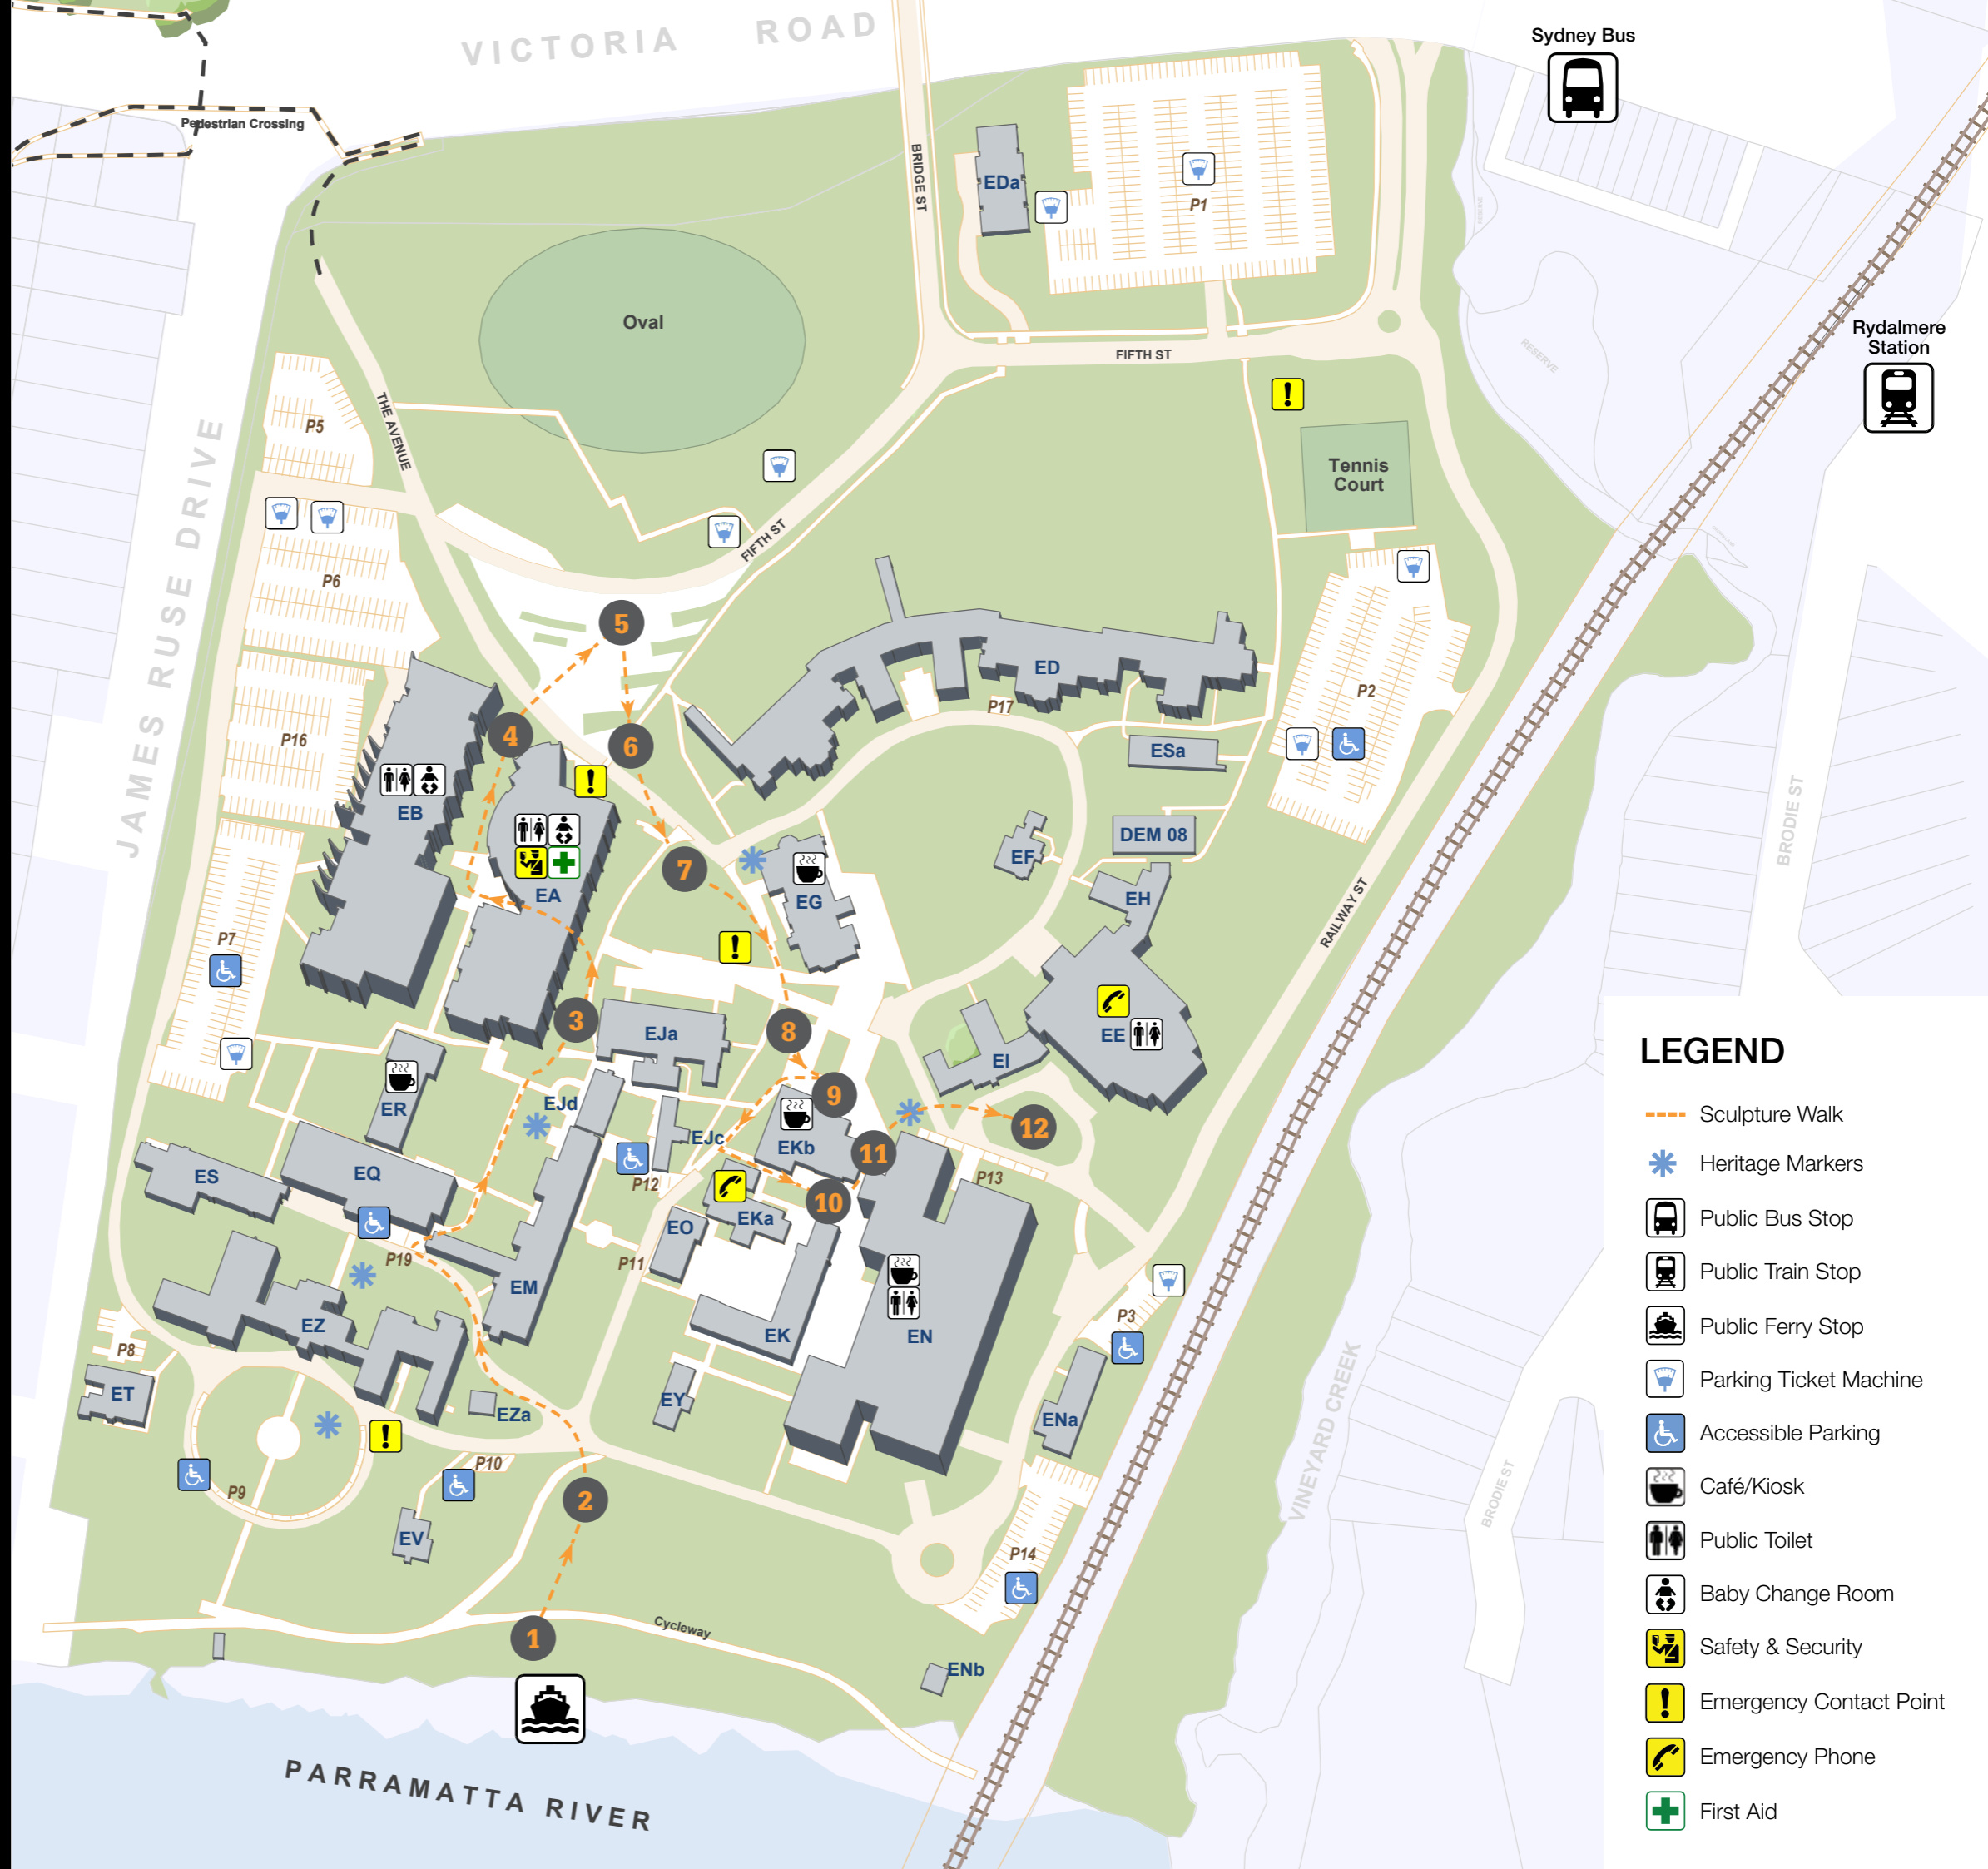 VICTORIA ROAD
Sydney Bus
Pedestrian Crossing
BRIDGE ST
EDa
P1
Oval
Rydalmere
Station
FIFTH ST
RESERVE
THE AVENUE
P5
Tennis
Court
JAMES RUSE DRIVE
FIFTH ST
P6
5
ED
P2
P17
P16
4
6
ESa
EB
BRODIE ST
DEM 08
EF
7
EA
EG
EH
RAILWAY ST
P7
3
8
EJa
EE
EI
9
EJd
ER
12
EJc
EKb
11
ES
EQ
P12
P13
10
EKa
EO
P19
P11
EM
EZ
EK
EN
P3
P8
ET
EY
EZa
ENa
VINEYARD CREEK
P10
P9
2
BRODIE ST
EV
P14
Cycleway
1
ENb
PARRAMATTA RIVER
LEGEND
Sculpture Walk
Heritage Markers
Public Bus Stop
Public Train Stop
Public Ferry Stop
Parking Ticket Machine
Accessible Parking
Café/Kiosk
Public Toilet
Baby Change Room
Safety & Security
Emergency Contact Point
Emergency Phone
First Aid